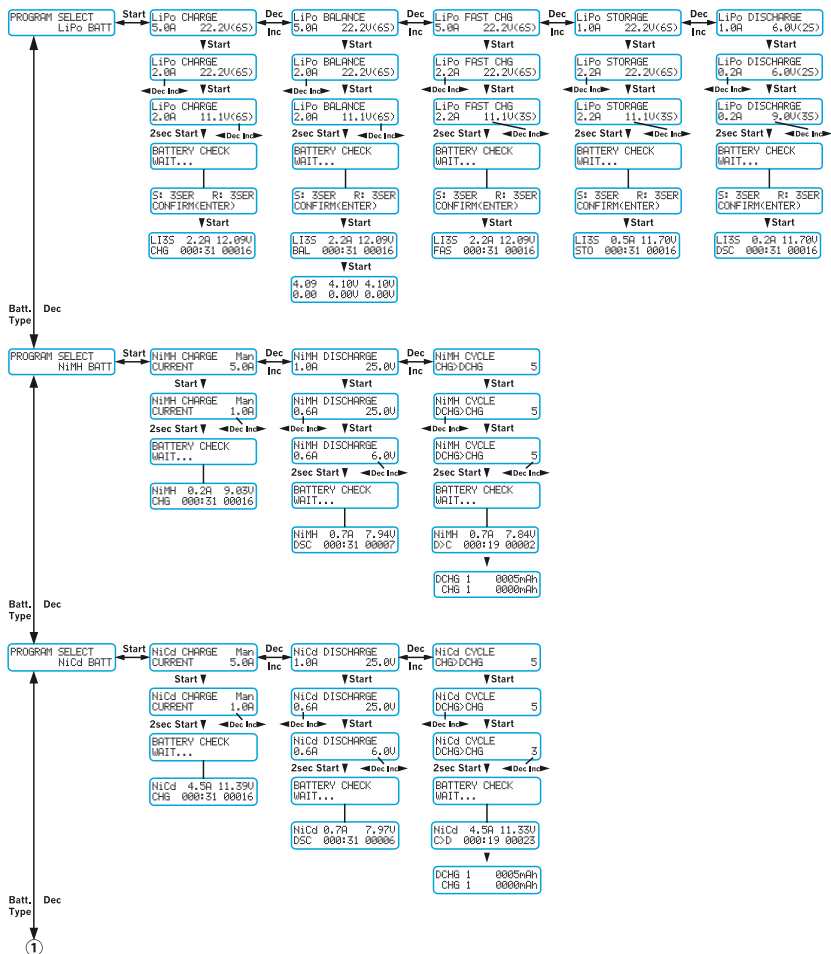 PROGRAM SELECT
LiPo BATT
Start
LiPo CHARGE
5.0A 22.2V(6S)
Dec
Inc
LiPo BALANCE
5.0A 22.2V(6S)
Dec
Inc
LiPo FAST CHG
5.0A 22.2V(6S)
Dec
Inc
LiPo STORAGE
1.0A 22.2V(6S)
Dec
Inc
LiPo DISCHARGE
1.0A 6.0V(2S)
Start
Start
Start
Start
Start
LiPo CHARGE
2.0A 22.2V(6S)
LiPo BALANCE
2.0A 22.2V(6S)
LiPo FAST CHG
2.2A 22.2V(6S)
LiPo STORAGE
2.2A 22.2V(6S)
LiPo DISCHARGE
0.2A 6.0V(2S)
Dec Inc Start
Dec Inc Start
Dec Inc Start
Dec Inc Start
Dec Inc Start
LiPo CHARGE
2.0A 11.1V(6S)
LiPo BALANCE
2.0A 11.1V(6S)
LiPo FAST CHG
2.2A 11.1V(3S)
LiPo STORAGE
2.2A 11.1V(3S)
LiPo DISCHARGE
0.2A 9.0V(3S)
2sec Start Dec Inc
2sec Start Dec Inc
2sec Start Dec Inc
2sec Start Dec Inc
2sec Start Dec Inc
BATTERY CHECK
WAIT...
BATTERY CHECK
WAIT...
BATTERY CHECK
WAIT...
BATTERY CHECK
WAIT...
BATTERY CHECK
WAIT...
S: 3SER R: 3SER
CONFIRM(ENTER)
S: 3SER R: 3SER
CONFIRM(ENTER)
S: 3SER R: 3SER
CONFIRM(ENTER)
S: 3SER R: 3SER
CONFIRM(ENTER)
S: 3SER R: 3SER
CONFIRM(ENTER)
Start
Start
Start
Start
Start
LI3S 2.2A 12.09V
CHG 000:31 00016
LI3S 2.2A 12.09V
BAL 000:31 00016
LI3S 2.2A 12.09V
FAS 000:31 00016
LI3S 0.5A 11.70V
STO 000:31 00016
LI3S 0.2A 11.70V
DSC 000:31 00016
Start
4.09 4.10V 4.10V
0.00 0.00V 0.00V
Batt. Type
Dec
PROGRAM SELECT
NiMH BATT
Start
NiMH CHARGE Man
CURRENT 5.0A
Dec
Inc
NiMH DISCHARGE
1.0A 25.0V
Dec
Inc
NiMH CYCLE
CHG>DCHG 5
Start
Start
Start
NiMH CHARGE Man
CURRENT 1.0A
NiMH DISCHARGE
0.6A 25.0V
NiMH CYCLE
DCHG>CHG 5
2sec Start Dec Inc
Dec Inc Start
Dec Inc Start
BATTERY CHECK
WAIT...
NiMH DISCHARGE
0.6A 6.0V
NiMH CYCLE
DCHG>CHG 5
2sec Start Dec Inc
2sec Start Dec Inc
NiMH 0.2A 9.03V
CHG 000:31 00016
BATTERY CHECK
WAIT...
BATTERY CHECK
WAIT...
NiMH 0.7A 7.94V
DSC 000:31 00007
NiMH 0.7A 7.84V
D>C 000:19 00002
DCHG 1 0005mAh
CHG 1 0000mAh
Batt. Type
Dec
PROGRAM SELECT
NiCd BATT
Start
NiCd CHARGE Man
CURRENT 5.0A
Dec
Inc
NiCd DISCHARGE
1.0A 25.0V
Dec
Inc
NiCd CYCLE
CHG>DCHG 5
Start
Start
Start
NiCd CHARGE Man
CURRENT 1.0A
NiCd DISCHARGE
0.6A 25.0V
NiCd CYCLE
DCHG>CHG 5
2sec Start Dec Inc
Dec Inc Start
Dec Inc Start
BATTERY CHECK
WAIT...
NiCd DISCHARGE
0.6A 6.0V
NiCd CYCLE
DCHG>CHG 3
2sec Start Dec Inc
2sec Start Dec Inc
NiCd 4.5A 11.39V
CHG 000:31 00016
BATTERY CHECK
WAIT...
BATTERY CHECK
WAIT...
NiCd 0.7A 7.97V
DSC 000:31 00006
NiCd 4.5A 11.33V
C>D 000:19 00023
DCHG 1 0005mAh
CHG 1 0000mAh
Batt. Type
Dec
1